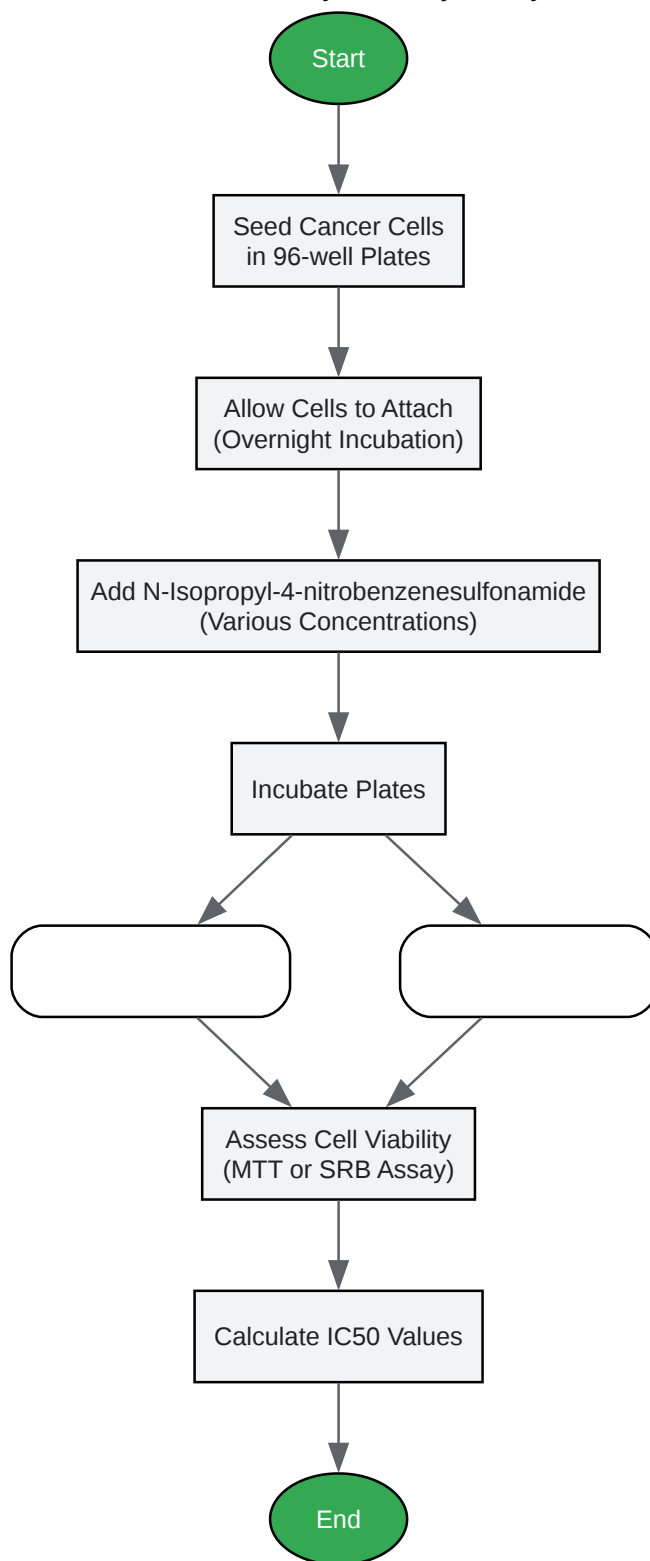 Start
Seed Cancer Cells
in 96-well Plates
Allow Cells to Attach
(Overnight Incubation)
Add N-Isopropyl-4-nitrobenzenesulfonamide
(Various Concentrations)
Incubate Plates
Assess Cell Viability
(MTT or SRB Assay)
Calculate IC50 Values
End